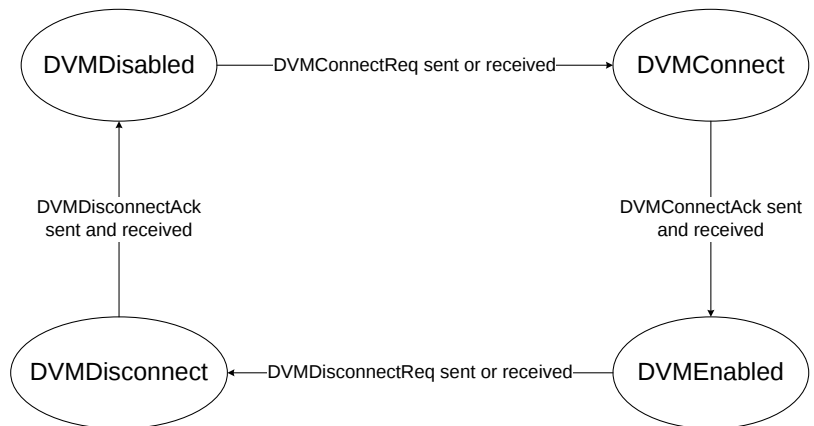 DVMDisabled
DVMConnectReq sent or received
DVMConnect
DVMDisconnectAck
sent and received
DVMConnectAck sent
and received
DVMDisconnect
DVMDisconnectReq sent or received
DVMEnabled